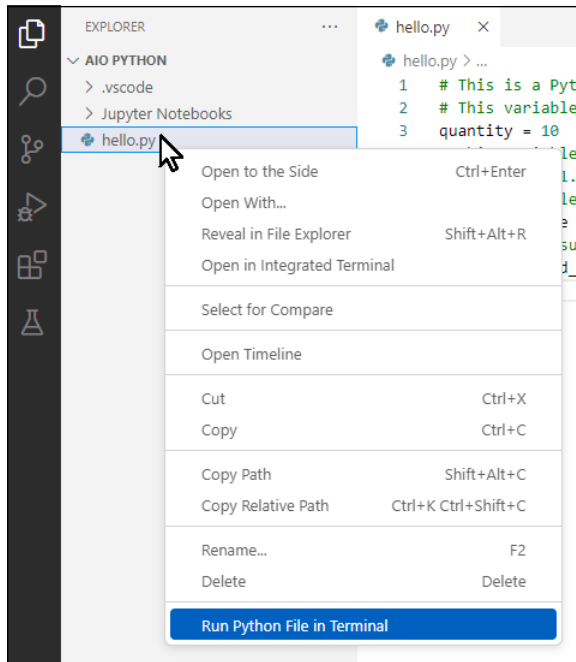 EXPLORER ...
hello.py
AIO PYTHON
hello.py > ...
.vscode
1 # This is a Pyt
Jupyter Notebooks
2 # This variable
hello.py
3 quantity = 10
Open to the Side Ctrl+Enter
Open With...
Reveal in File Explorer Shift+Alt+R
Open in Integrated Terminal
Select for Compare
Open Timeline
Cut Ctrl+X
Copy Ctrl+C
Copy Path Shift+Alt+C
Copy Relative Path Ctrl+K Ctrl+Shift+C
Rename... F2
Delete Delete
Run Python File in Terminal